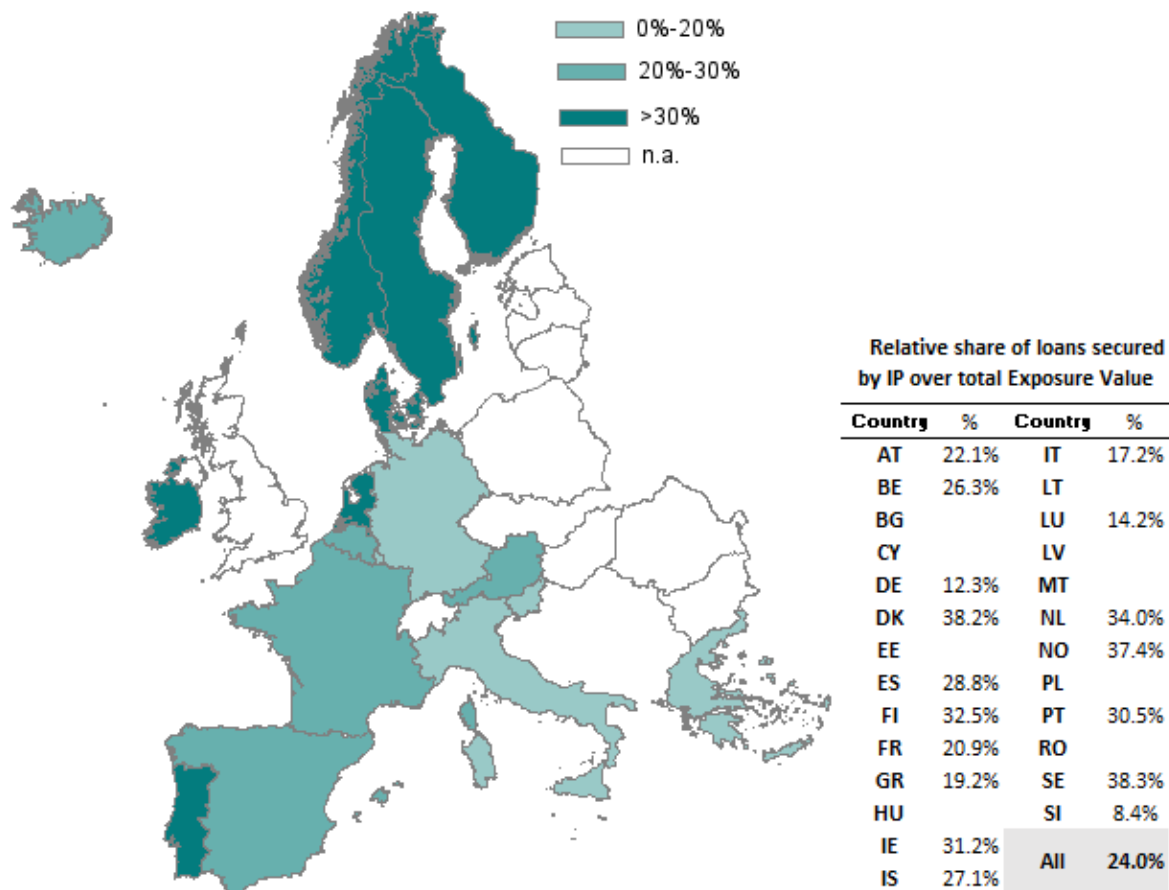 0%-20%
20%-30%
>30%
n.a.
Relative share of loans secured
by IP over total Exposure Value
Country % Country %
AT 22.1% IT 17.2%
BE 26.3% LT
BG LU 14.2%
CY LV
DE 12.3% MT
DK 38.2% NL 34.0%
EE NO 37.4%
ES 28.8% PL
FI 32.5% PT 30.5%
FR 20.9% RO
GR 19.2% SE 38.3%
HU SI 8.4%
IE 31.2%
All 24.0%
IS 27.1%